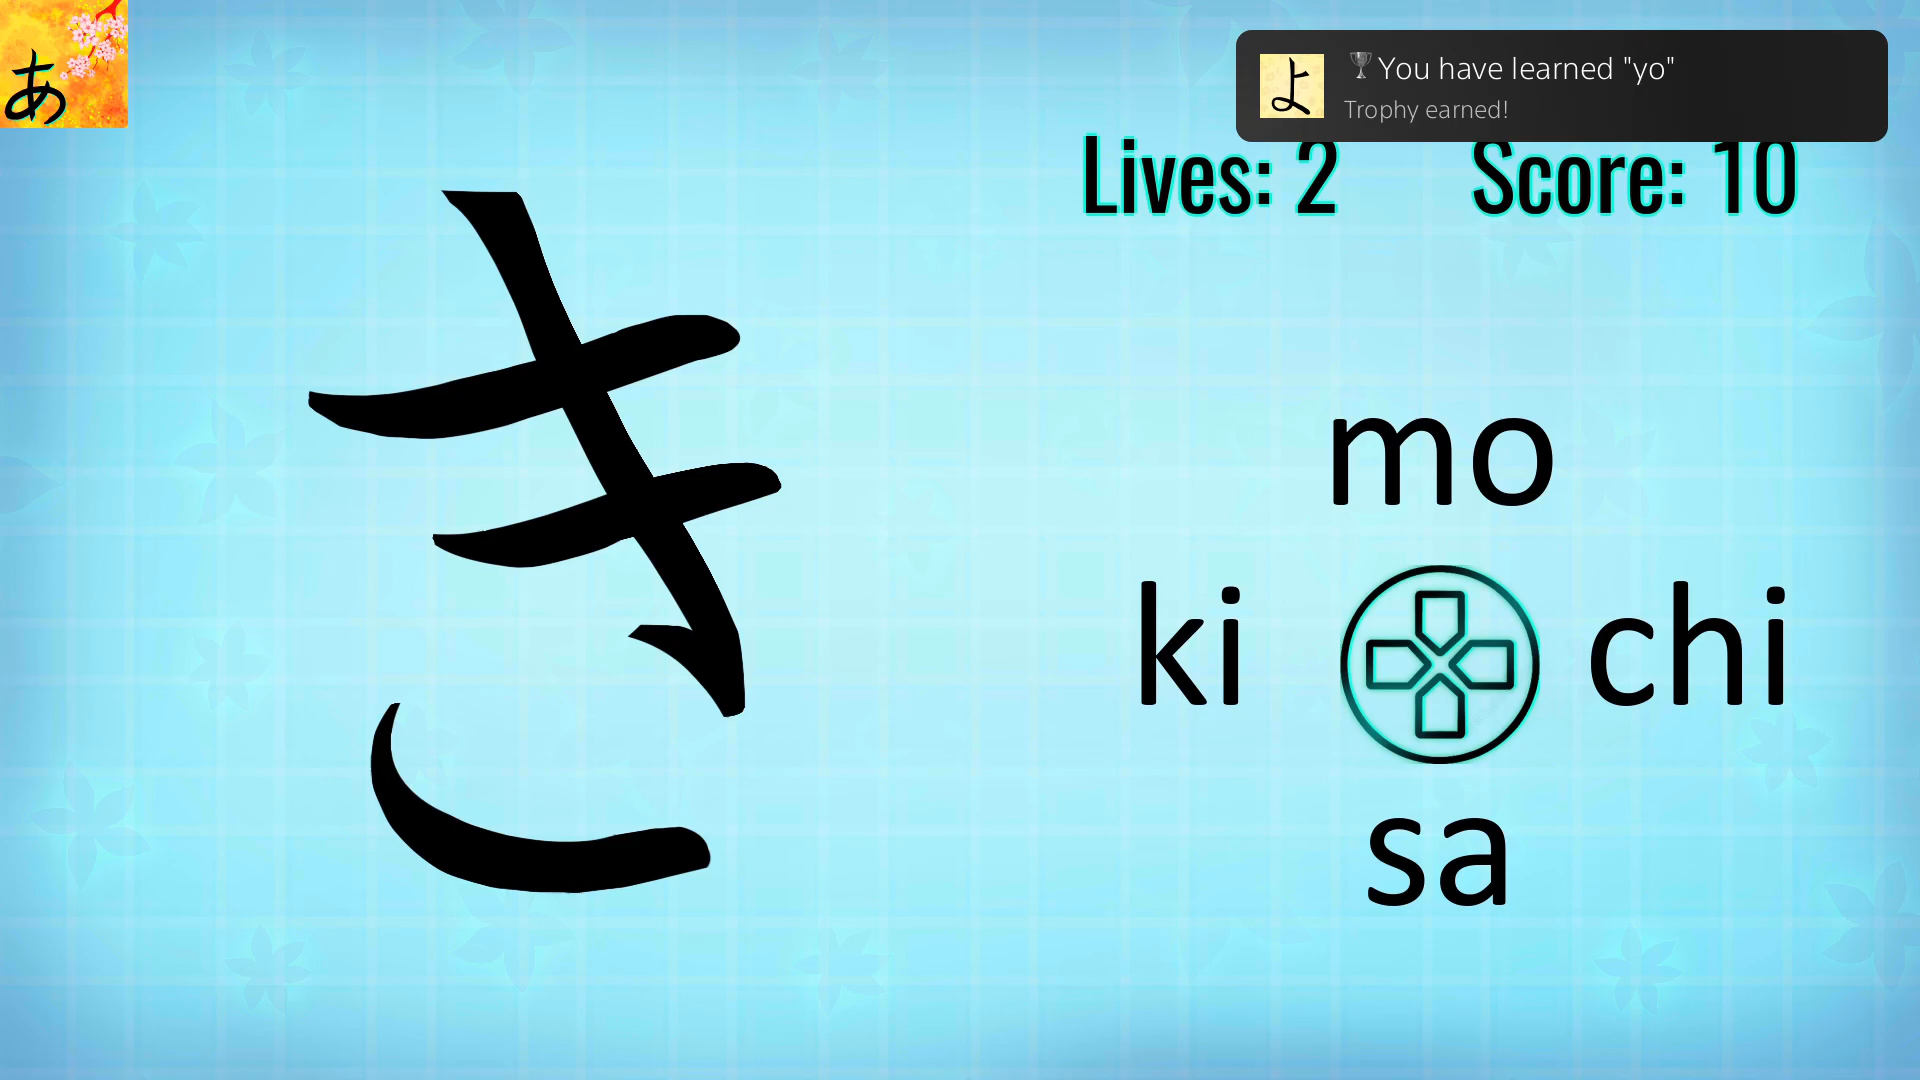 あ
よ
🏆You have learned "yo"
Trophy earned!
Lives: 2 Score: 10
き
mo
ki chi
sa